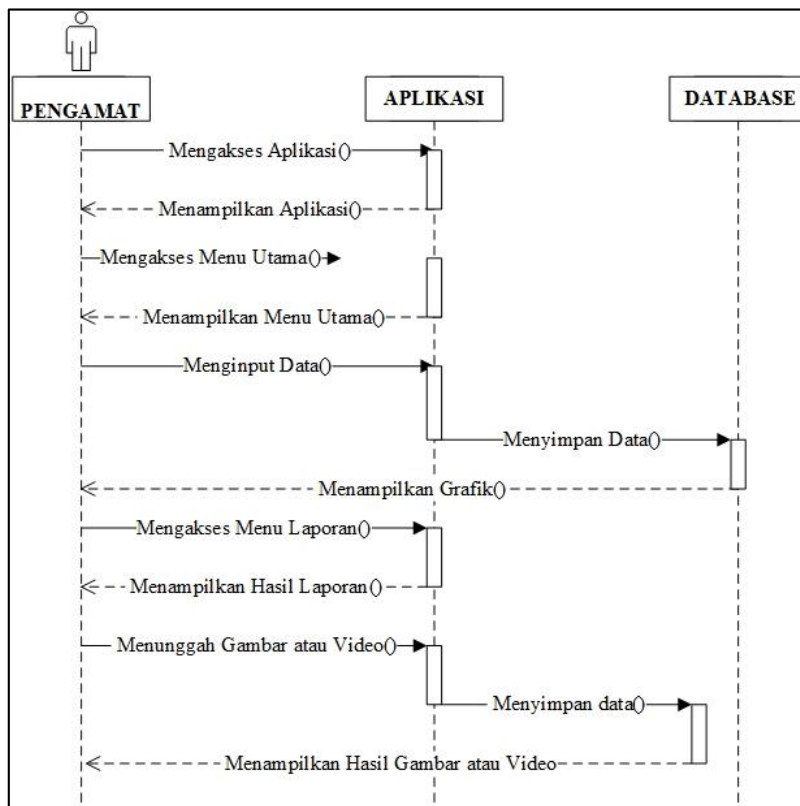 PENGAMAT
APLIKASI
DATABASE
Mengakses Aplikasi()
Menampilkan Aplikasi()
Mengakses Menu Utama()
Menampilkan Menu Utama()
Menginput Data()
Menyimpan Data()
Menampilkan Grafik()
Mengakses Menu Laporan()
Menampilkan Hasil Laporan()
Menunggah Gambar atau Video()
Menyimpan data()
Menampilkan Hasil Gambar atau Video